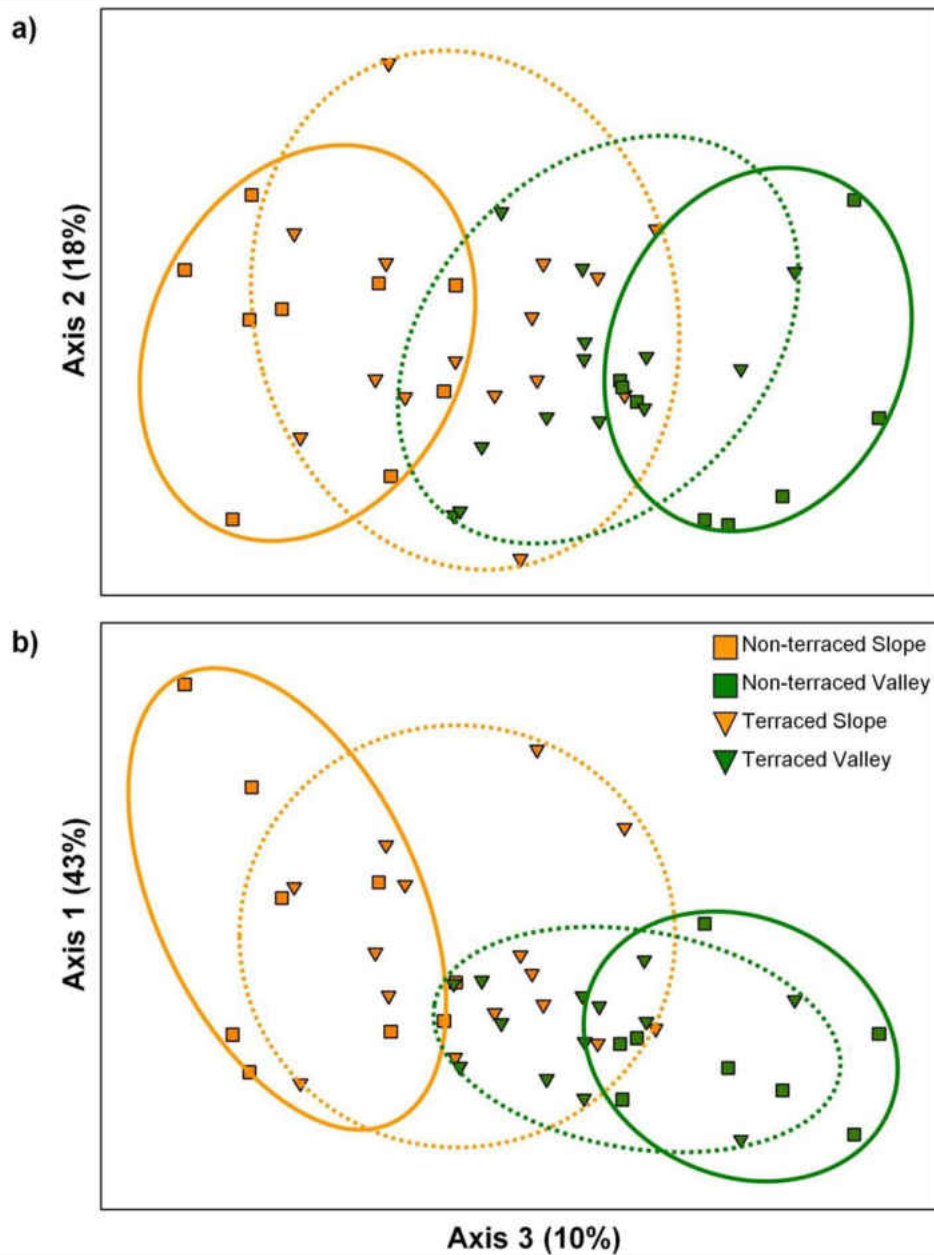 a)
Axis 2 (18%)
b)
Non-terraced Slope
Non-terraced Valley
Terraced Slope
Terraced Valley
Axis 1 (43%)
Axis 3 (10%)